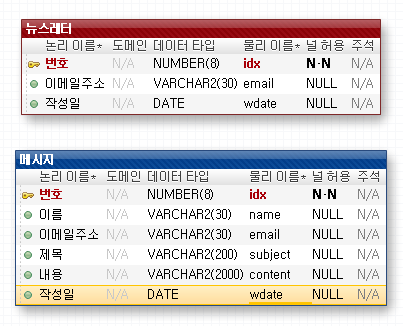 뉴스레터
논리 이름* 도메인 데이터 타입 물리 이름* 널 허용 주석
번호 N/A NUMBER(8) idx N-N N/A
이메일주소 N/A VARCHAR2(30) email NULL N/A
작성일 N/A DATE wdate NULL N/A
메시지
논리 이름* 도메인 데이터 타입 물리 이름* 널 허용 주석
번호 N/A NUMBER(8) idx N-N N/A
이름 N/A VARCHAR2(30) name NULL N/A
이메일주소 N/A VARCHAR2(30) email NULL N/A
제목 N/A VARCHAR2(200) subject NULL N/A
내용 N/A VARCHAR2(2000) content NULL N/A
작성일 N/A DATE wdate NULL N/A